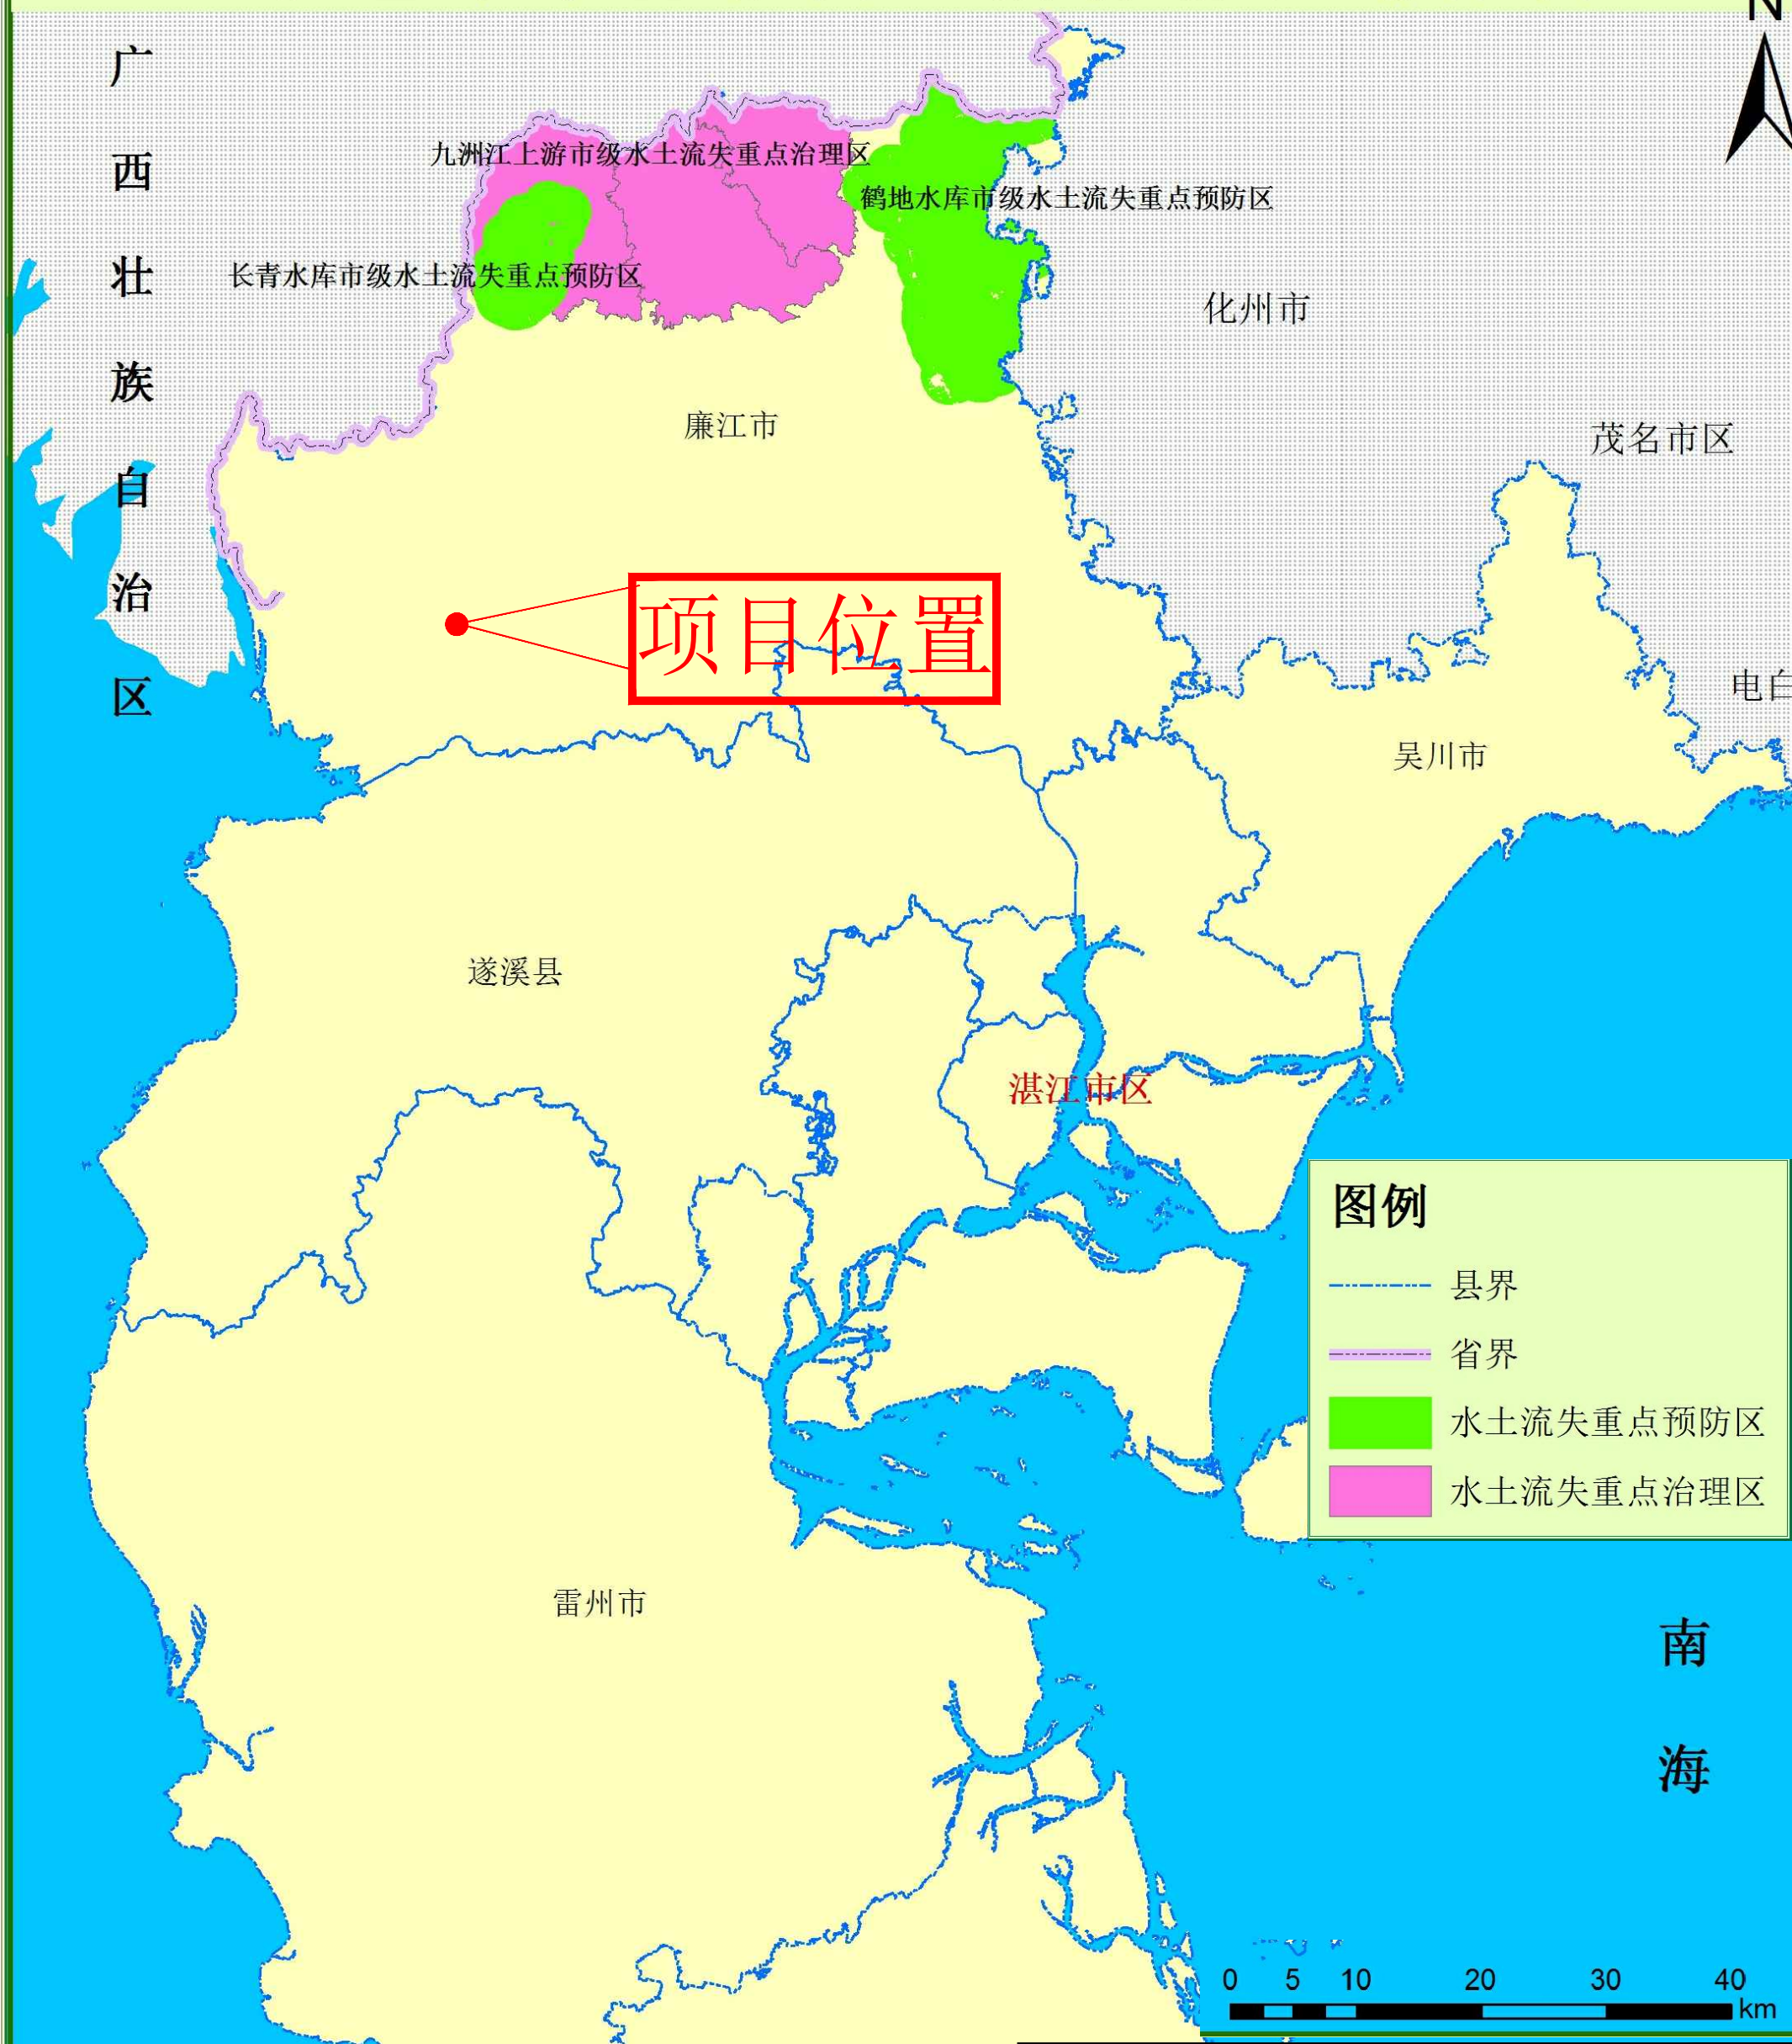 N
广西壮族自治区
九洲江上游市级水土流失重点治理区
鹤地水库市级水土流失重点预防区
长青水库市级水土流失重点预防区
化州市
廉江市
茂名市区
项目位置
电白
吴川市
遂溪县
湛江市区
图例
县界
省界
水土流失重点预防区
水土流失重点治理区
雷州市
南海
0 5 10 20 30 40
km